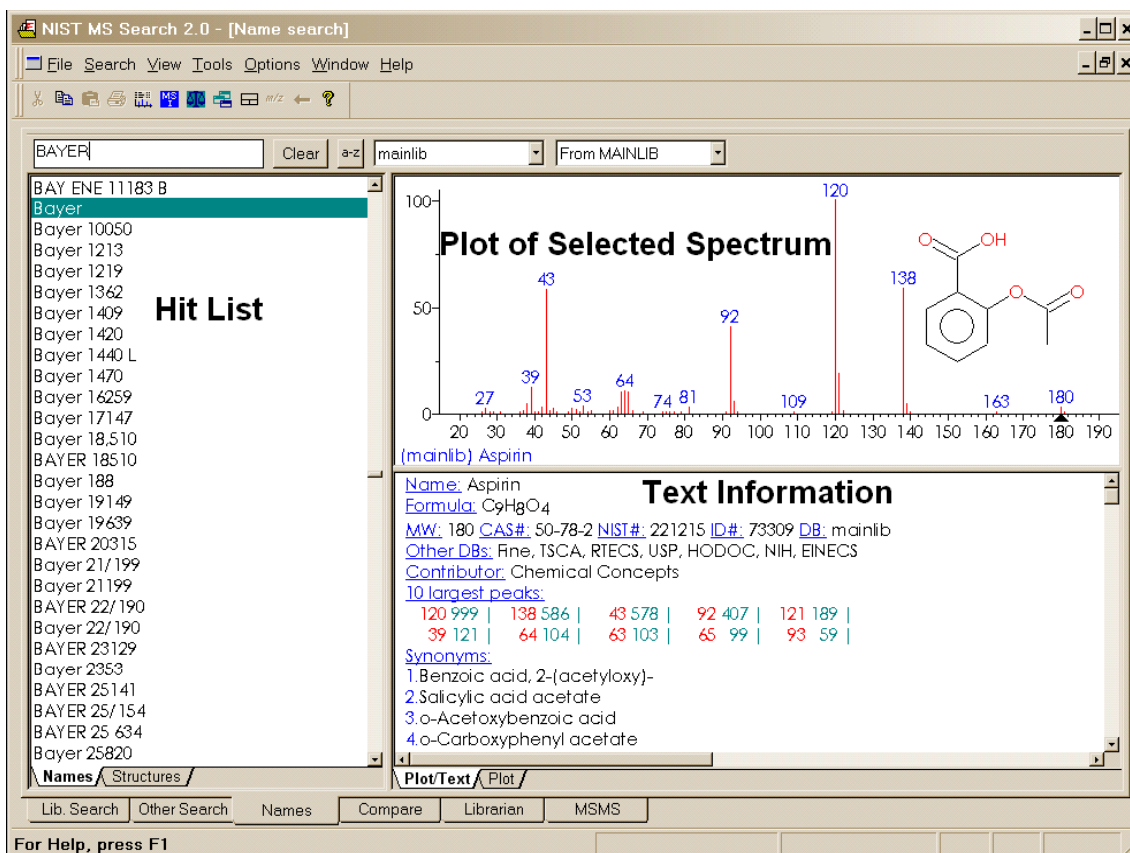 NIST MS Search 2.0 - [Name search]
File Search View Tools Options Window Help
m/z
BAYER Clear a-z mainlib From MAINLIB
BAY ENE 11183 B
Bayer
Bayer 10050
Bayer 1213
Bayer 1219
Bayer 1362
Bayer 1409
Bayer 1420
Bayer 1440 L
Bayer 1470
Bayer 16259
Bayer 17147
Bayer 18,510
BAYER 18510
Bayer 188
Bayer 19149
Bayer 19639
BAYER 20315
Bayer 21/199
Bayer 21199
BAYER 22/190
Bayer 22/190
BAYER 23129
Bayer 2353
BAYER 25141
BAYER 25/154
BAYER 25 634
Bayer 25820
Hit List
Names Structures
Plot of Selected Spectrum
100
50
0
27 39 43 53 64 74 81 92 109 120 138 163 180
20 30 40 50 60 70 80 90 100 110 120 130 140 150 160 170 180 190
O OH
O O
(mainlib) Aspirin
Text Information
Name: Aspirin
Formula: C9H8O4
MW: 180 CAS#: 50-78-2 NIST#: 221215 ID#: 73309 DB: mainlib
Other DBs: Fine, TSCA, RTECS, USP, HODOC, NIH, EINECS
Contributor: Chemical Concepts
10 largest peaks:
120 999 | 138 586 | 43 578 | 92 407 | 121 189 |
39 121 | 64 104 | 63 103 | 65 99 | 93 59 |
Synonyms:
1.Benzoic acid, 2-(acetyloxy)-
2.Salicylic acid acetate
3.o-Acetoxybenzoic acid
4.o-Carboxyphenyl acetate
Plot/Text Plot
Lib. Search Other Search Names Compare Librarian MSMS
For Help, press F1